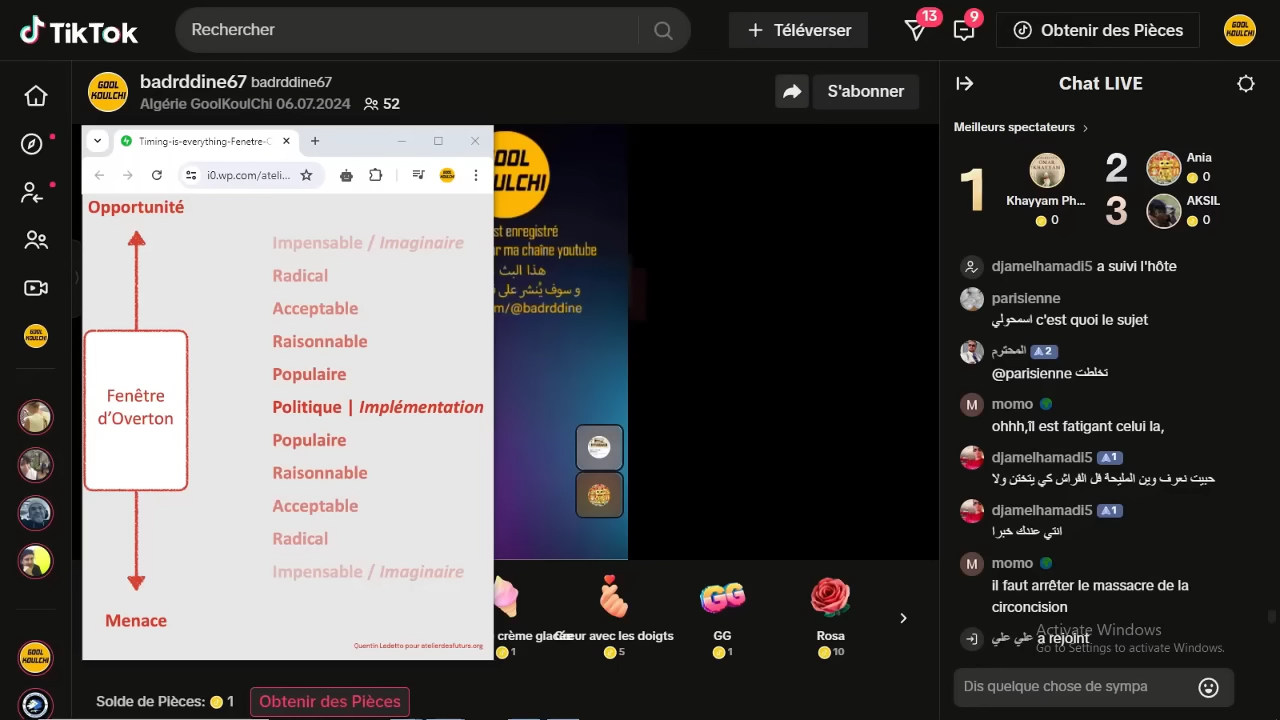 TikTok
Rechercher
Téléverser
13
9
Obtenir des Pièces
GOOL
KOULCHI
badrddine67 badrddine67
Algérie GoolKoulChi 06.07.2024 52
S'abonner
Timing-is-everything-Fenetre-
i0.wp.com/ateli...
Opportunité
Impensable / Imaginaire
Radical
Acceptable
Raisonnable
Populaire
Politique | Implémentation
Populaire
Raisonnable
Acceptable
Radical
Impensable / Imaginaire
Fenêtre
d'Overton
Menace
Quentin Ladetto pour atelierdesfuturs.org
st enregistré
ma chaîne youtube
هذا البث
و سوف يُنشر على
m/@badrddine
crème glacée
1
Cœur avec les doigts
5
GG
1
Rosa
10
Solde de Pièces: 1
Obtenir des Pièces
Chat LIVE
Meilleurs spectateurs
1
Khayyam Ph...
0
2
Ania
0
3
AKSIL
0
djamelhamadi5 a suivi l'hôte
parisienne
اسمحولي c'est quoi le sujet
المحترم 2
@parisienne تخلطت
momo
ohhh,îl est fatigant celui la,
djamelhamadi5 1
حبيت نعرف وين المليحة فل الفراش كي يتختن ولا
djamelhamadi5 1
انتي عندك خبرا
momo
il faut arrêter le massacre de la
circoncision
علي علي a rejoint
Activate Windows
Go to Settings to activate Windows.
Dis quelque chose de sympa